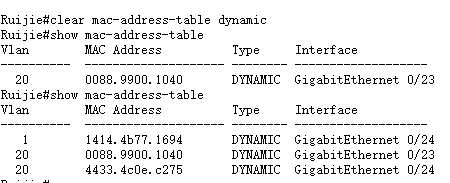 Ruijie#clear mac-address-table dynamic
Ruijie#show mac-address-table
Vlan MAC Address Type Interface
---------- -------------------- -------- -------------------
20 0088.9900.1040 DYNAMIC GigabitEthernet 0/23
Ruijie#show mac-address-table
Vlan MAC Address Type Interface
---------- -------------------- -------- -------------------
1 1414.4b77.1694 DYNAMIC GigabitEthernet 0/24
20 0088.9900.1040 DYNAMIC GigabitEthernet 0/23
20 4433.4c0e.c275 DYNAMIC GigabitEthernet 0/24
Ruijie#